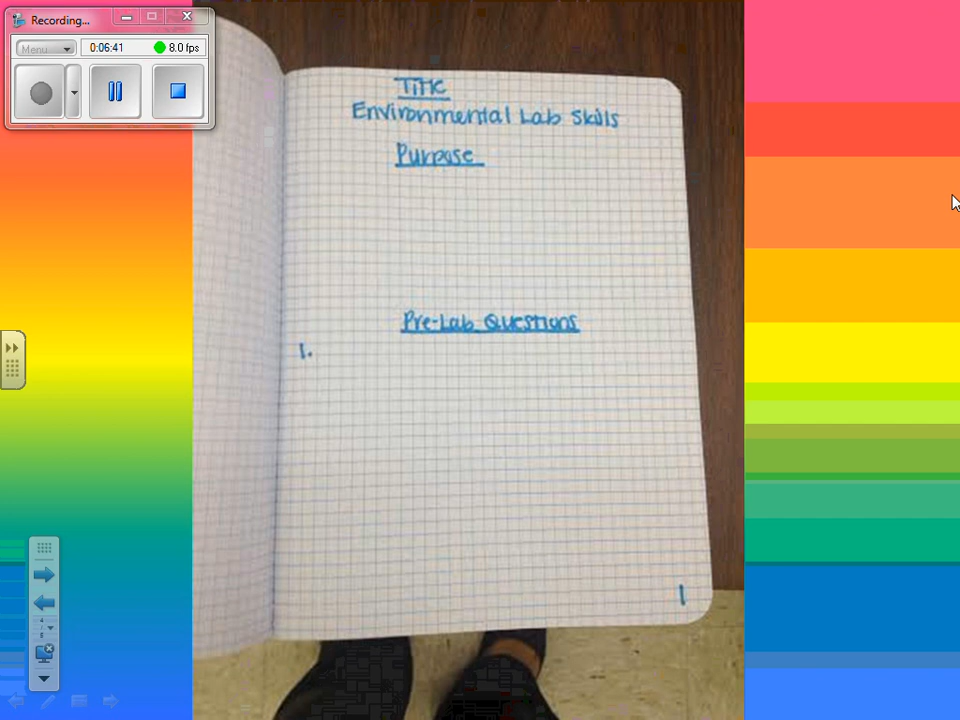 Recording...
Menu
0:06:41
8.0 fps
Title
Environmental Lab Skills
Purpose
Pre-Lab Questions
1.
1